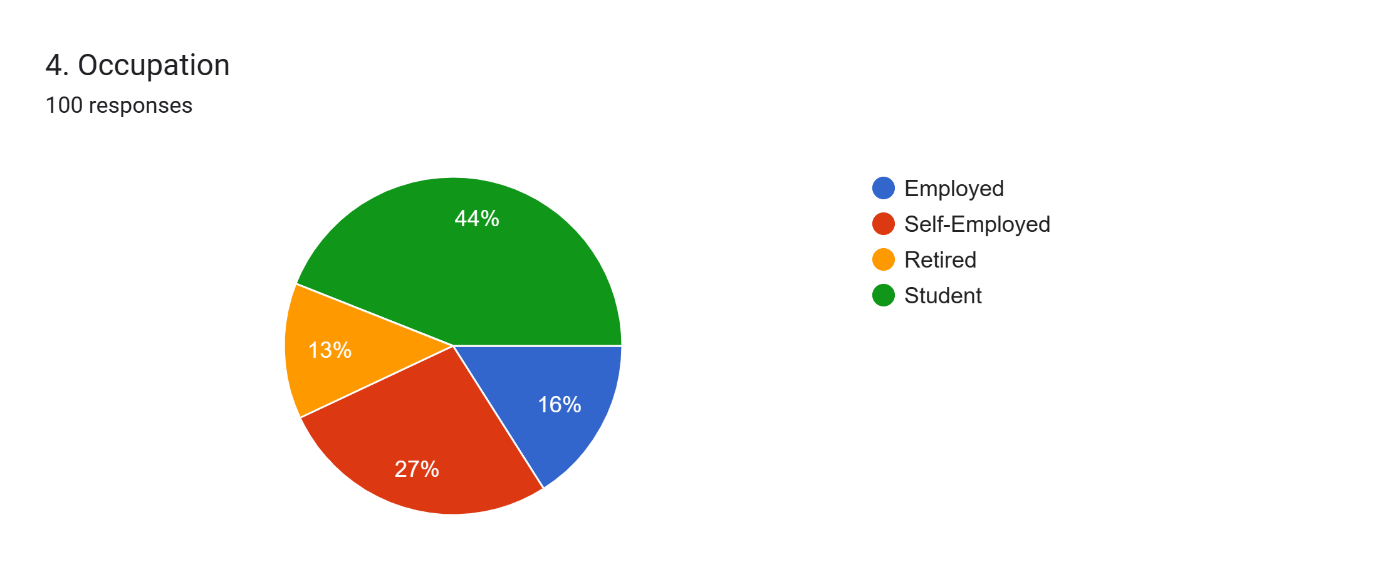 4. Occupation
100 responses
44%
13%
16%
27%
Employed
Self-Employed
Retired
Student